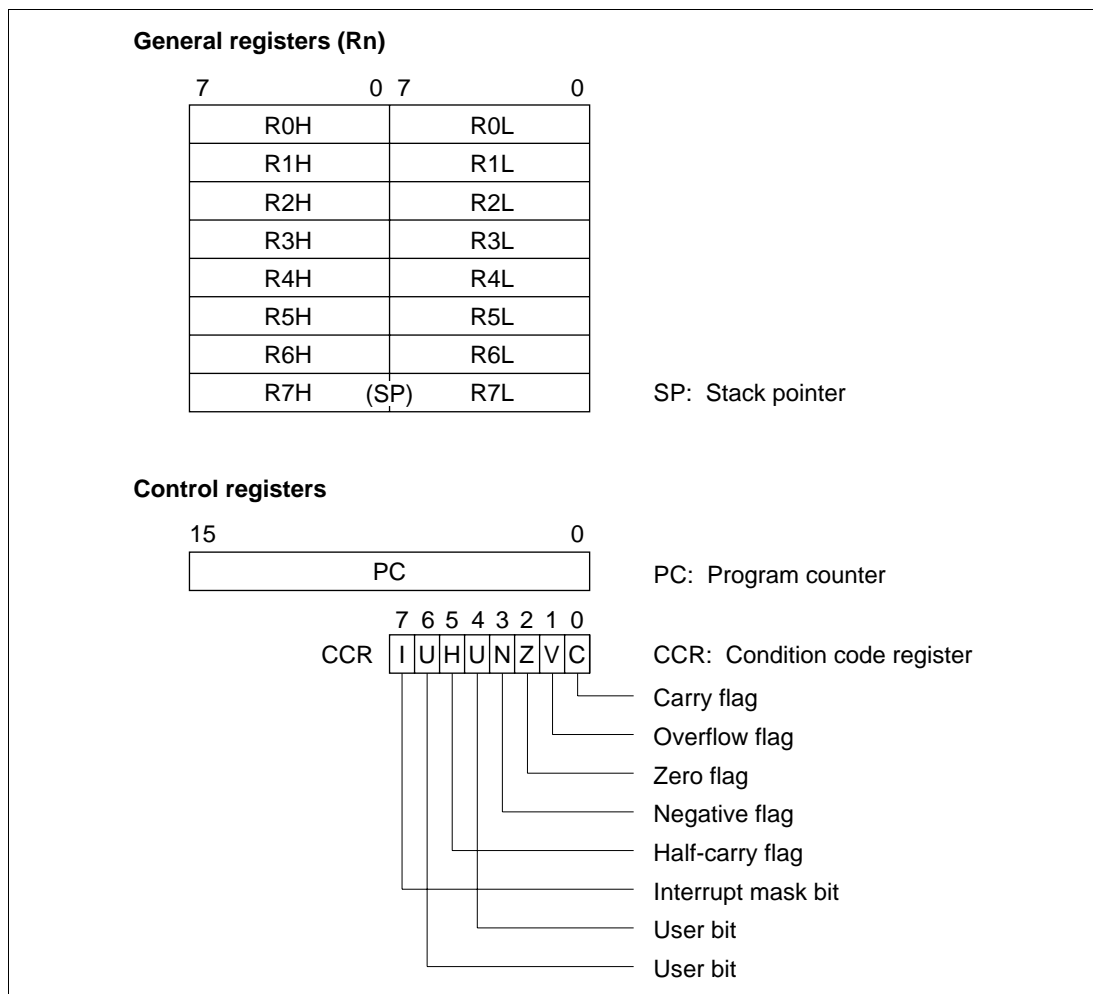 General registers (Rn)
7 0 7 0
R0H R0L
R1H R1L
R2H R2L
R3H R3L
R4H R4L
R5H R5L
R6H R6L
R7H (SP) R7L SP: Stack pointer
Control registers
15 0
PC PC: Program counter
7 6 5 4 3 2 1 0
CCR I U H U N Z V C CCR: Condition code register
Carry flag
Overflow flag
Zero flag
Negative flag
Half-carry flag
Interrupt mask bit
User bit
User bit